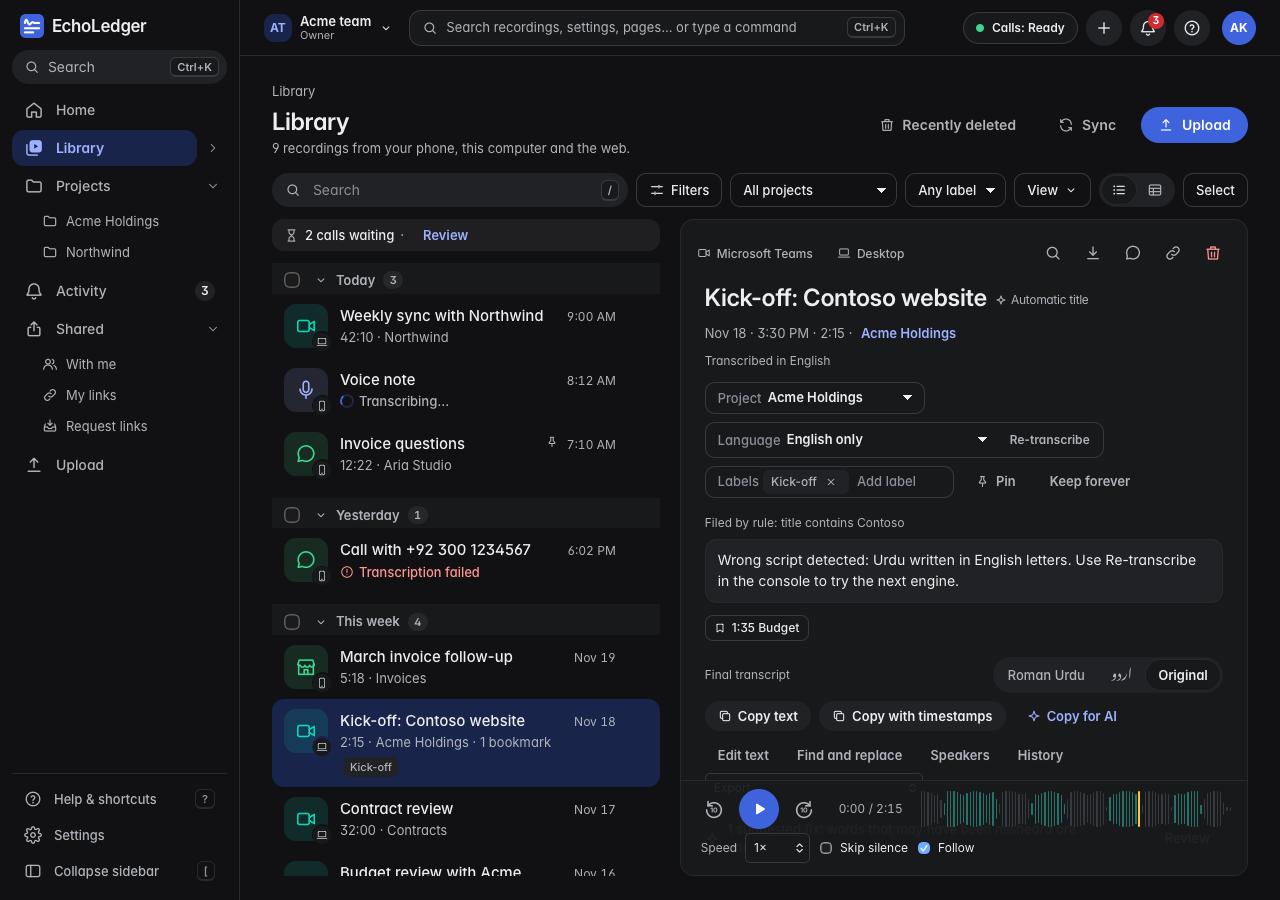 EchoLedger
Search Ctrl+K
Home
Library
Projects
Acme Holdings
Northwind
Activity 3
Shared
With me
My links
Request links
Upload
Help & shortcuts ?
Settings
Collapse sidebar [
AT Acme team
Owner
Search recordings, settings, pages... or type a command Ctrl+K
Calls: Ready
3
AK
Library
Library
9 recordings from your phone, this computer and the web.
Recently deleted Sync Upload
Search /
Filters All projects Any label View Select
2 calls waiting · Review
Today 3
Weekly sync with Northwind 9:00 AM
42:10 · Northwind
Voice note 8:12 AM
Transcribing...
Invoice questions 7:10 AM
12:22 · Aria Studio
Yesterday 1
Call with +92 300 1234567 6:02 PM
Transcription failed
This week 4
March invoice follow-up Nov 19
5:18 · Invoices
Kick-off: Contoso website Nov 18
2:15 · Acme Holdings · 1 bookmark
Kick-off
Contract review Nov 17
32:00 · Contracts
Budget review with Acme Nov 16
Microsoft Teams Desktop
Kick-off: Contoso website Automatic title
Nov 18 · 3:30 PM · 2:15 · Acme Holdings
Transcribed in English
Project Acme Holdings
Language English only Re-transcribe
Labels Kick-off × Add label Pin Keep forever
Filed by rule: title contains Contoso
Wrong script detected: Urdu written in English letters. Use Re-transcribe
in the console to try the next engine.
1:35 Budget
Final transcript Roman Urdu اردو Original
Copy text Copy with timestamps Copy for AI
Edit text Find and replace Speakers History
Export
10 10 0:00 / 2:15
Review
Speed 1× Skip silence Follow